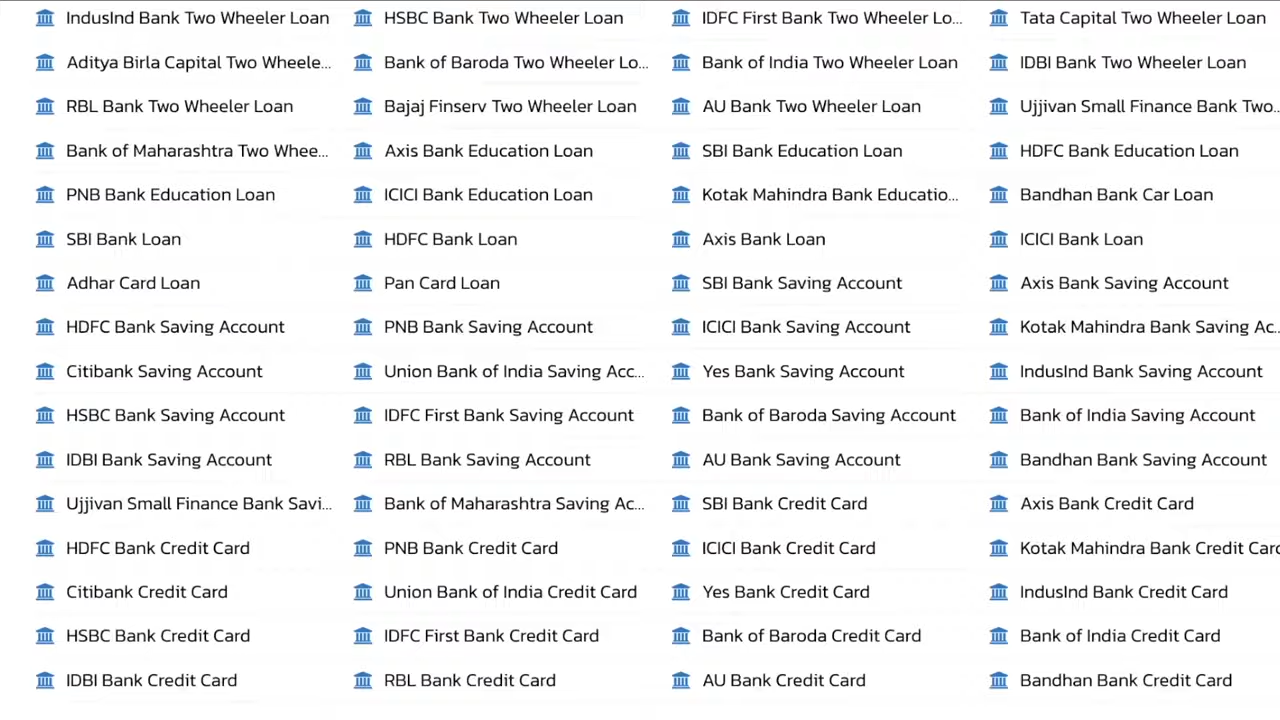 IndusInd Bank Two Wheeler Loan
HSBC Bank Two Wheeler Loan
IDFC First Bank Two Wheeler Lo...
Tata Capital Two Wheeler Loan
Aditya Birla Capital Two Wheele...
Bank of Baroda Two Wheeler Lo...
Bank of India Two Wheeler Loan
IDBI Bank Two Wheeler Loan
RBL Bank Two Wheeler Loan
Bajaj Finserv Two Wheeler Loan
AU Bank Two Wheeler Loan
Ujjivan Small Finance Bank Two...
Bank of Maharashtra Two Whee...
Axis Bank Education Loan
SBI Bank Education Loan
HDFC Bank Education Loan
PNB Bank Education Loan
ICICI Bank Education Loan
Kotak Mahindra Bank Educatio...
Bandhan Bank Car Loan
SBI Bank Loan
HDFC Bank Loan
Axis Bank Loan
ICICI Bank Loan
Adhar Card Loan
Pan Card Loan
SBI Bank Saving Account
Axis Bank Saving Account
HDFC Bank Saving Account
PNB Bank Saving Account
ICICI Bank Saving Account
Kotak Mahindra Bank Saving Ac...
Citibank Saving Account
Union Bank of India Saving Acc...
Yes Bank Saving Account
IndusInd Bank Saving Account
HSBC Bank Saving Account
IDFC First Bank Saving Account
Bank of Baroda Saving Account
Bank of India Saving Account
IDBI Bank Saving Account
RBL Bank Saving Account
AU Bank Saving Account
Bandhan Bank Saving Account
Ujjivan Small Finance Bank Savi...
Bank of Maharashtra Saving Ac...
SBI Bank Credit Card
Axis Bank Credit Card
HDFC Bank Credit Card
PNB Bank Credit Card
ICICI Bank Credit Card
Kotak Mahindra Bank Credit Card
Citibank Credit Card
Union Bank of India Credit Card
Yes Bank Credit Card
IndusInd Bank Credit Card
HSBC Bank Credit Card
IDFC First Bank Credit Card
Bank of Baroda Credit Card
Bank of India Credit Card
IDBI Bank Credit Card
RBL Bank Credit Card
AU Bank Credit Card
Bandhan Bank Credit Card